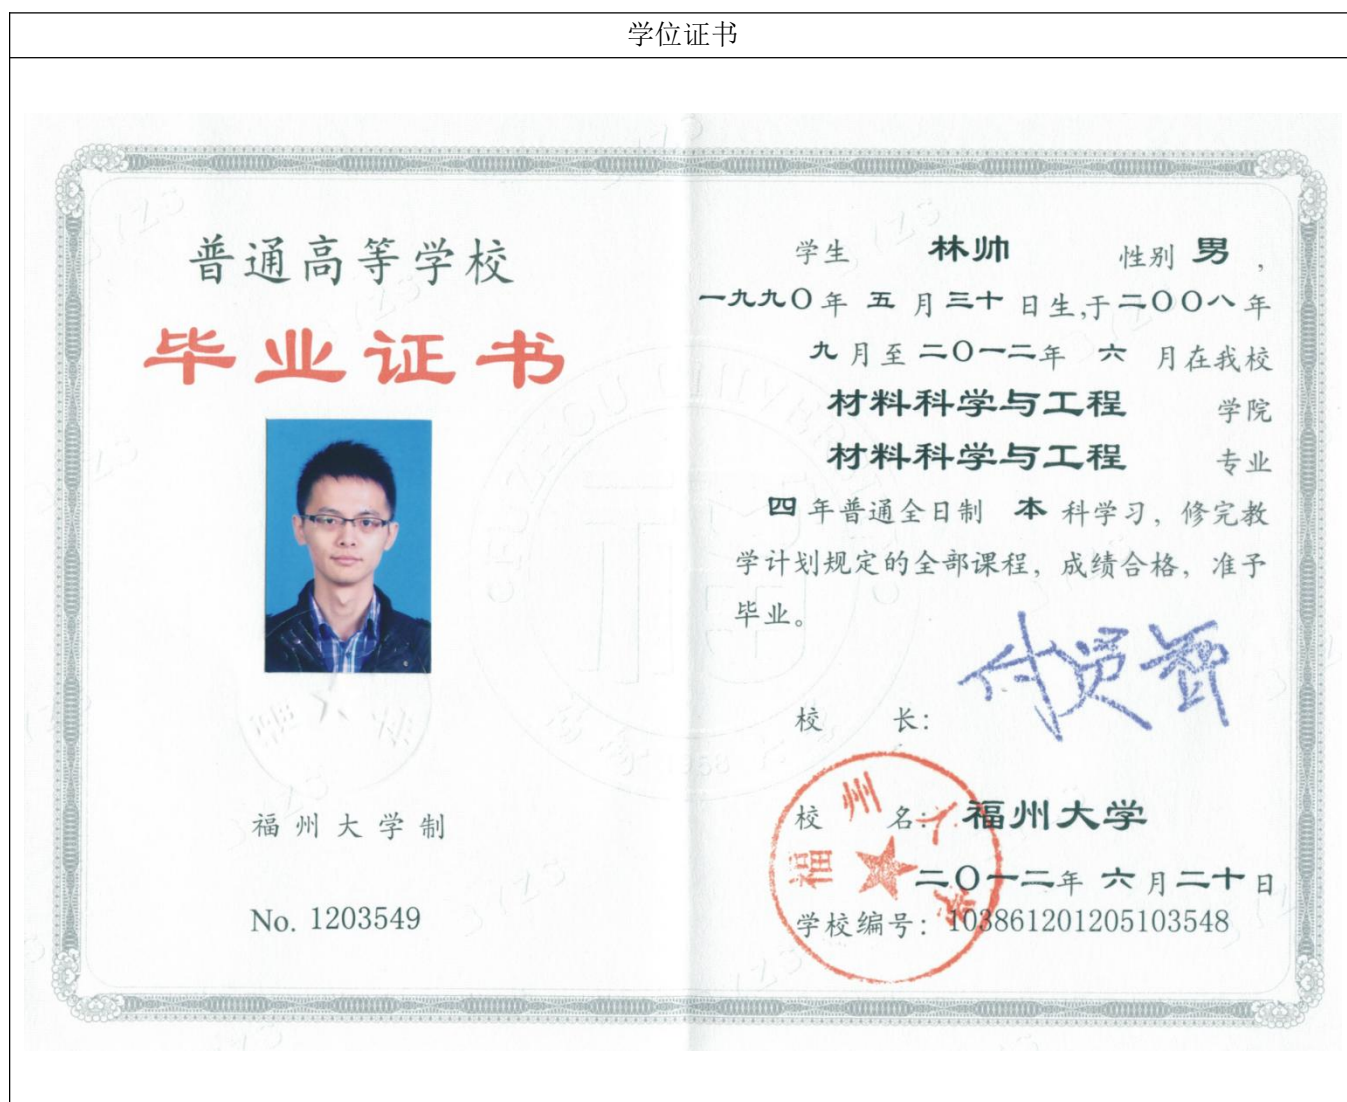 学位证书
普通高等学校
毕业证书
福州大学制
No. 1203549
学生 林帅 性别 男，
一九九〇年 五 月 三十 日生,于二〇〇八年
九 月至 二〇一二年 六 月在我校
材料科学与工程 学院
材料科学与工程 专业
四 年普通全日制 本 科学习，修完教
学计划规定的全部课程，成绩合格，准予
毕业。
校 长：
校 名：福州大学
二〇一二年 六 月二十日
学校编号：103861201205103548
福州大学